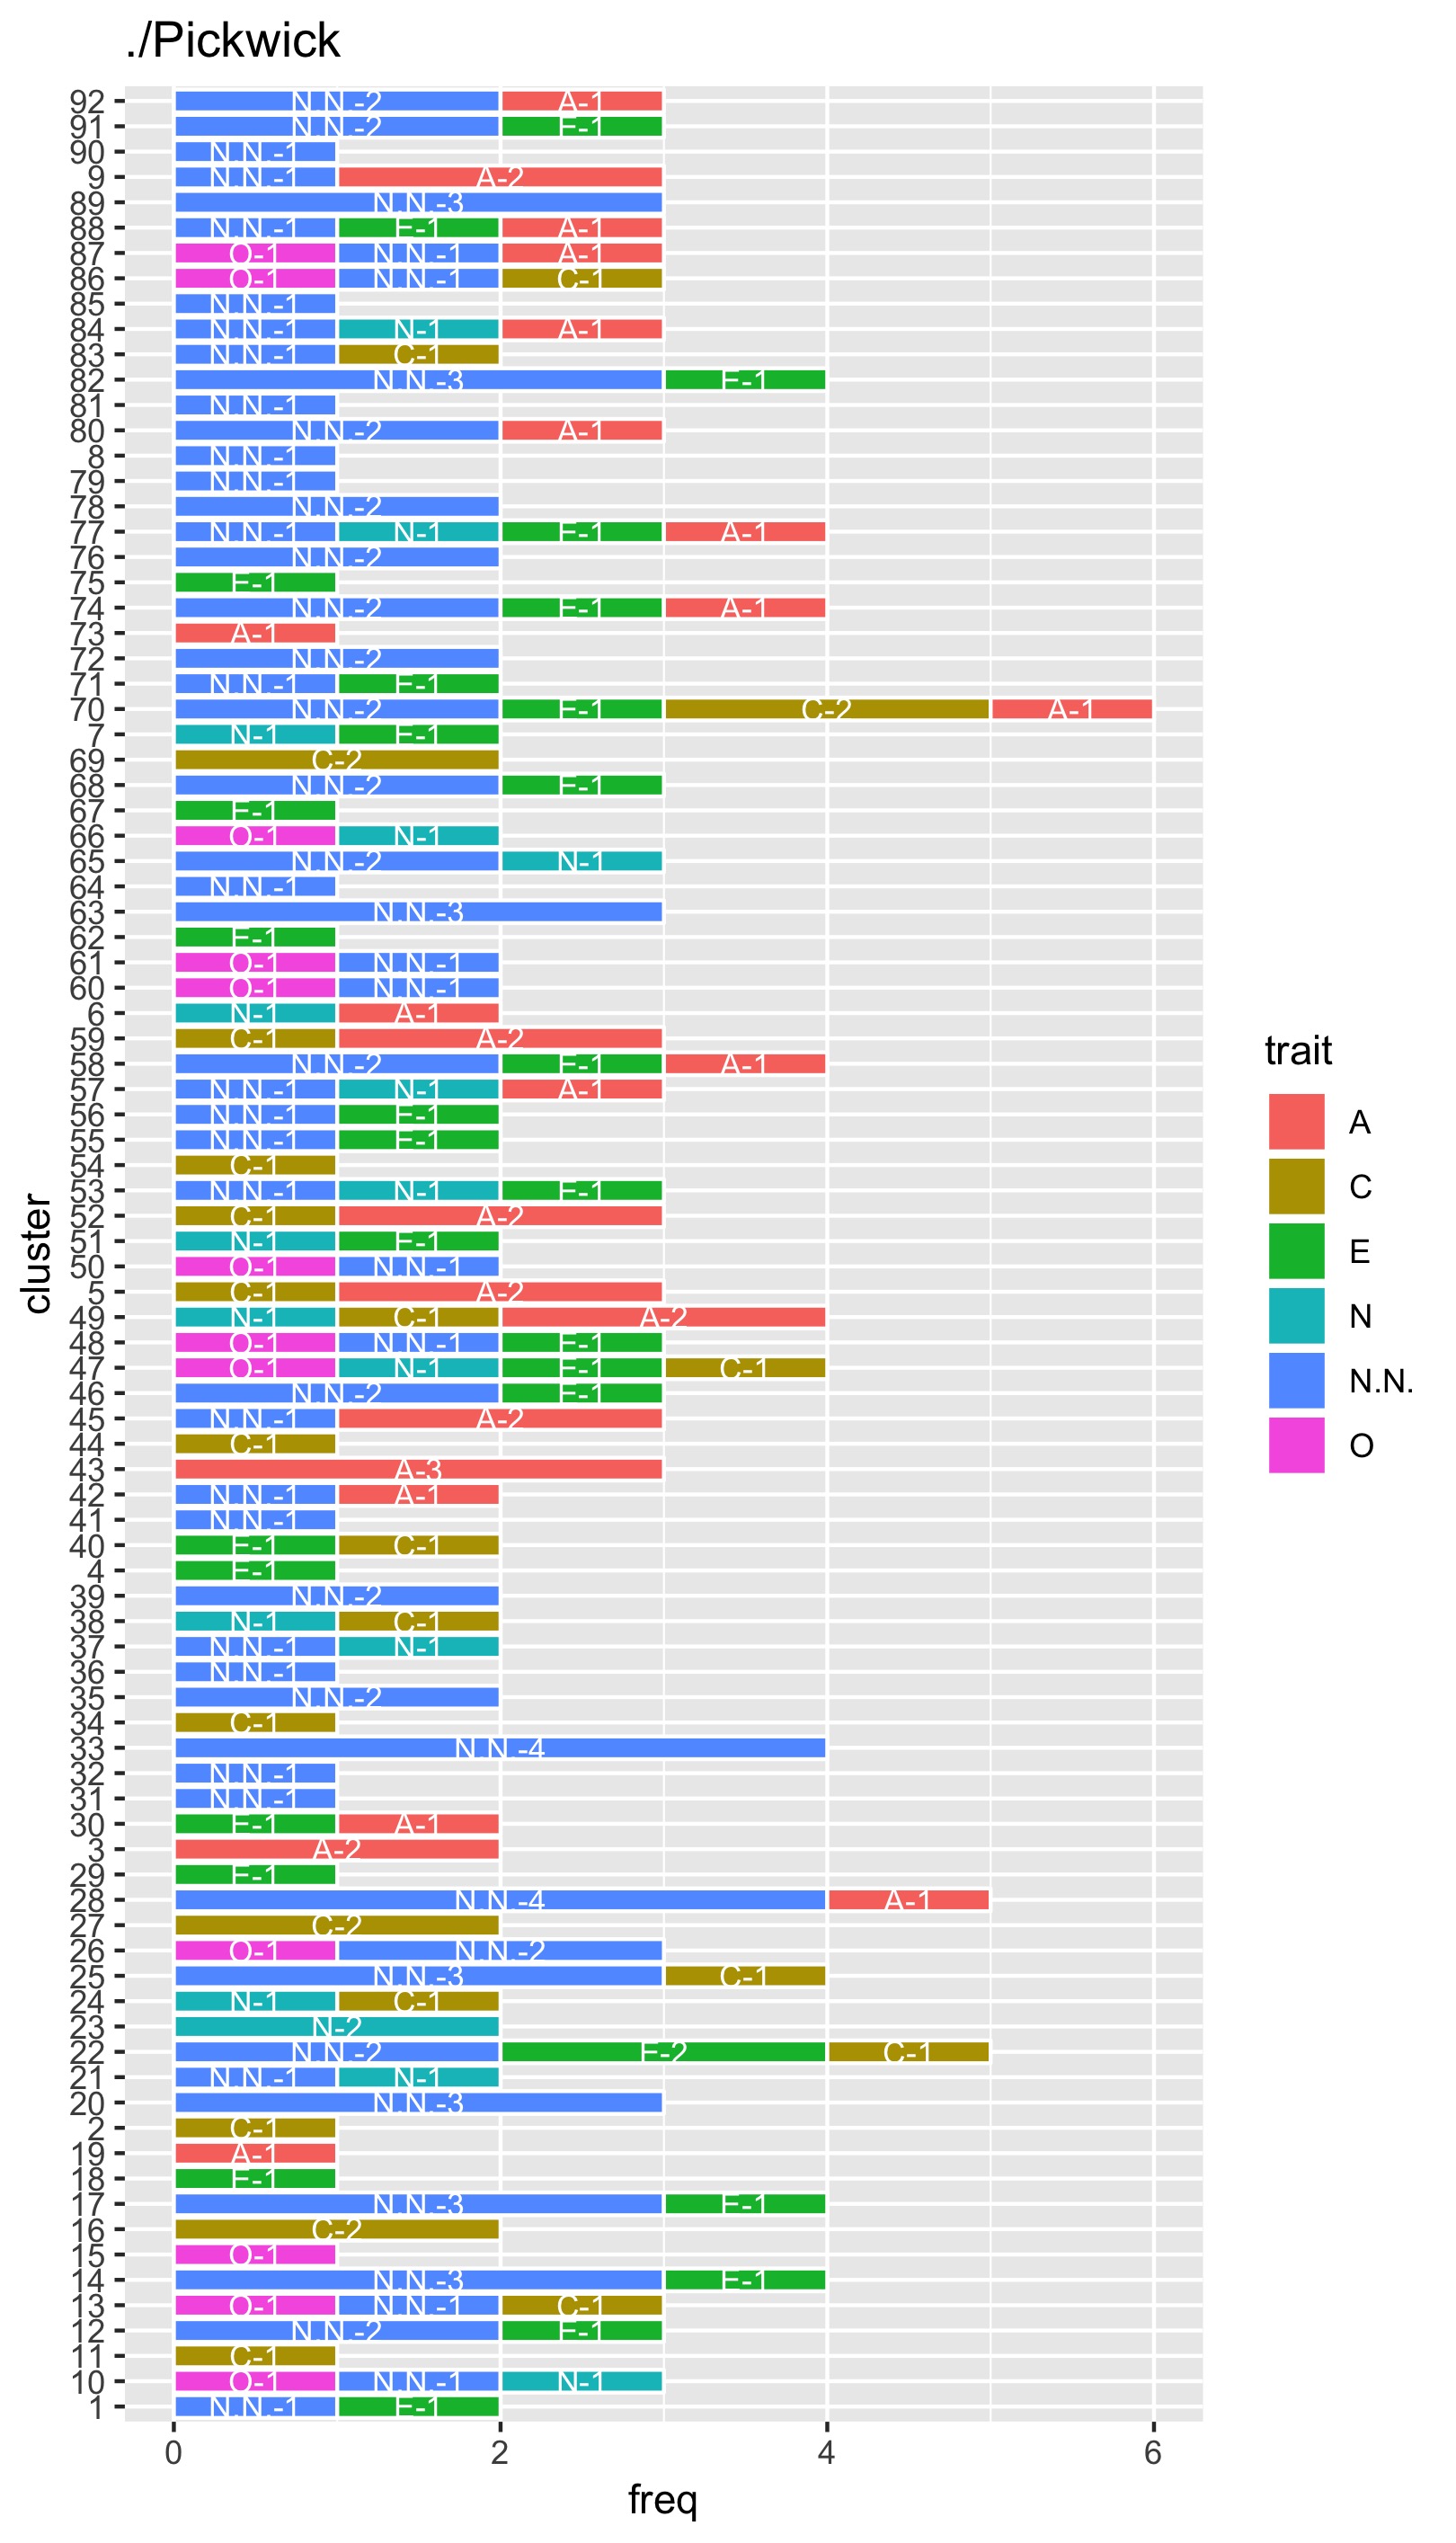 ./Pickwick
92 N.N.-2 A-1
91 N.N.-2 E-1
90 N.N.-1
9 N.N.-1 A-2
89 N.N.-3
88 N.N.-1 E-1 A-1
87 O-1 N.N.-1 A-1
86 O-1 N.N.-1 C-1
85 N.N.-1
84 N.N.-1 N-1 A-1
83 N.N.-1 C-1
82 N.N.-3 E-1
81 N.N.-1
80 N.N.-2 A-1
8 N.N.-1
79 N.N.-1
78 N.N.-2
77 N.N.-1 N-1 E-1 A-1
76 N.N.-2
75 E-1
74 N.N.-2 E-1 A-1
73 A-1
72 N.N.-2
71 N.N.-1 E-1
70 N.N.-2 E-1 C-2 A-1
7 N-1 E-1
69 C-2
68 N.N.-2 E-1
67 E-1
66 O-1 N-1
65 N.N.-2 N-1
64 N.N.-1
63 N.N.-3
62 E-1
61 O-1 N.N.-1
60 O-1 N.N.-1
6 N-1 A-1
59 C-1 A-2
58 N.N.-2 E-1 A-1
57 N.N.-1 N-1 A-1
56 N.N.-1 E-1
55 N.N.-1 E-1
54 C-1
53 N.N.-1 N-1 E-1
52 C-1 A-2
51 N-1 E-1
50 O-1 N.N.-1
5 C-1 A-2
49 N-1 C-1 A-2
48 O-1 N.N.-1 E-1
47 O-1 N-1 E-1 C-1
46 N.N.-2 E-1
45 N.N.-1 A-2
44 C-1
43 A-3
42 N.N.-1 A-1
41 N.N.-1
40 E-1 C-1
4 E-1
39 N.N.-2
38 N-1 C-1
37 N.N.-1 N-1
36 N.N.-1
35 N.N.-2
34 C-1
33 N.N.-4
32 N.N.-1
31 N.N.-1
30 E-1 A-1
3 A-2
29 E-1
28 N.N.-4 A-1
27 C-2
26 O-1 N.N.-2
25 N.N.-3 C-1
24 N-1 C-1
23 N-2
22 N.N.-2 E-2 C-1
21 N.N.-1 N-1
20 N.N.-3
2 C-1
19 A-1
18 E-1
17 N.N.-3 E-1
16 C-2
15 O-1
14 N.N.-3 E-1
13 O-1 N.N.-1 C-1
12 N.N.-2 E-1
11 C-1
10 O-1 N.N.-1 N-1
1 N.N.-1 E-1
0 2 4 6
freq
cluster
trait
A
C
E
N
N.N.
O